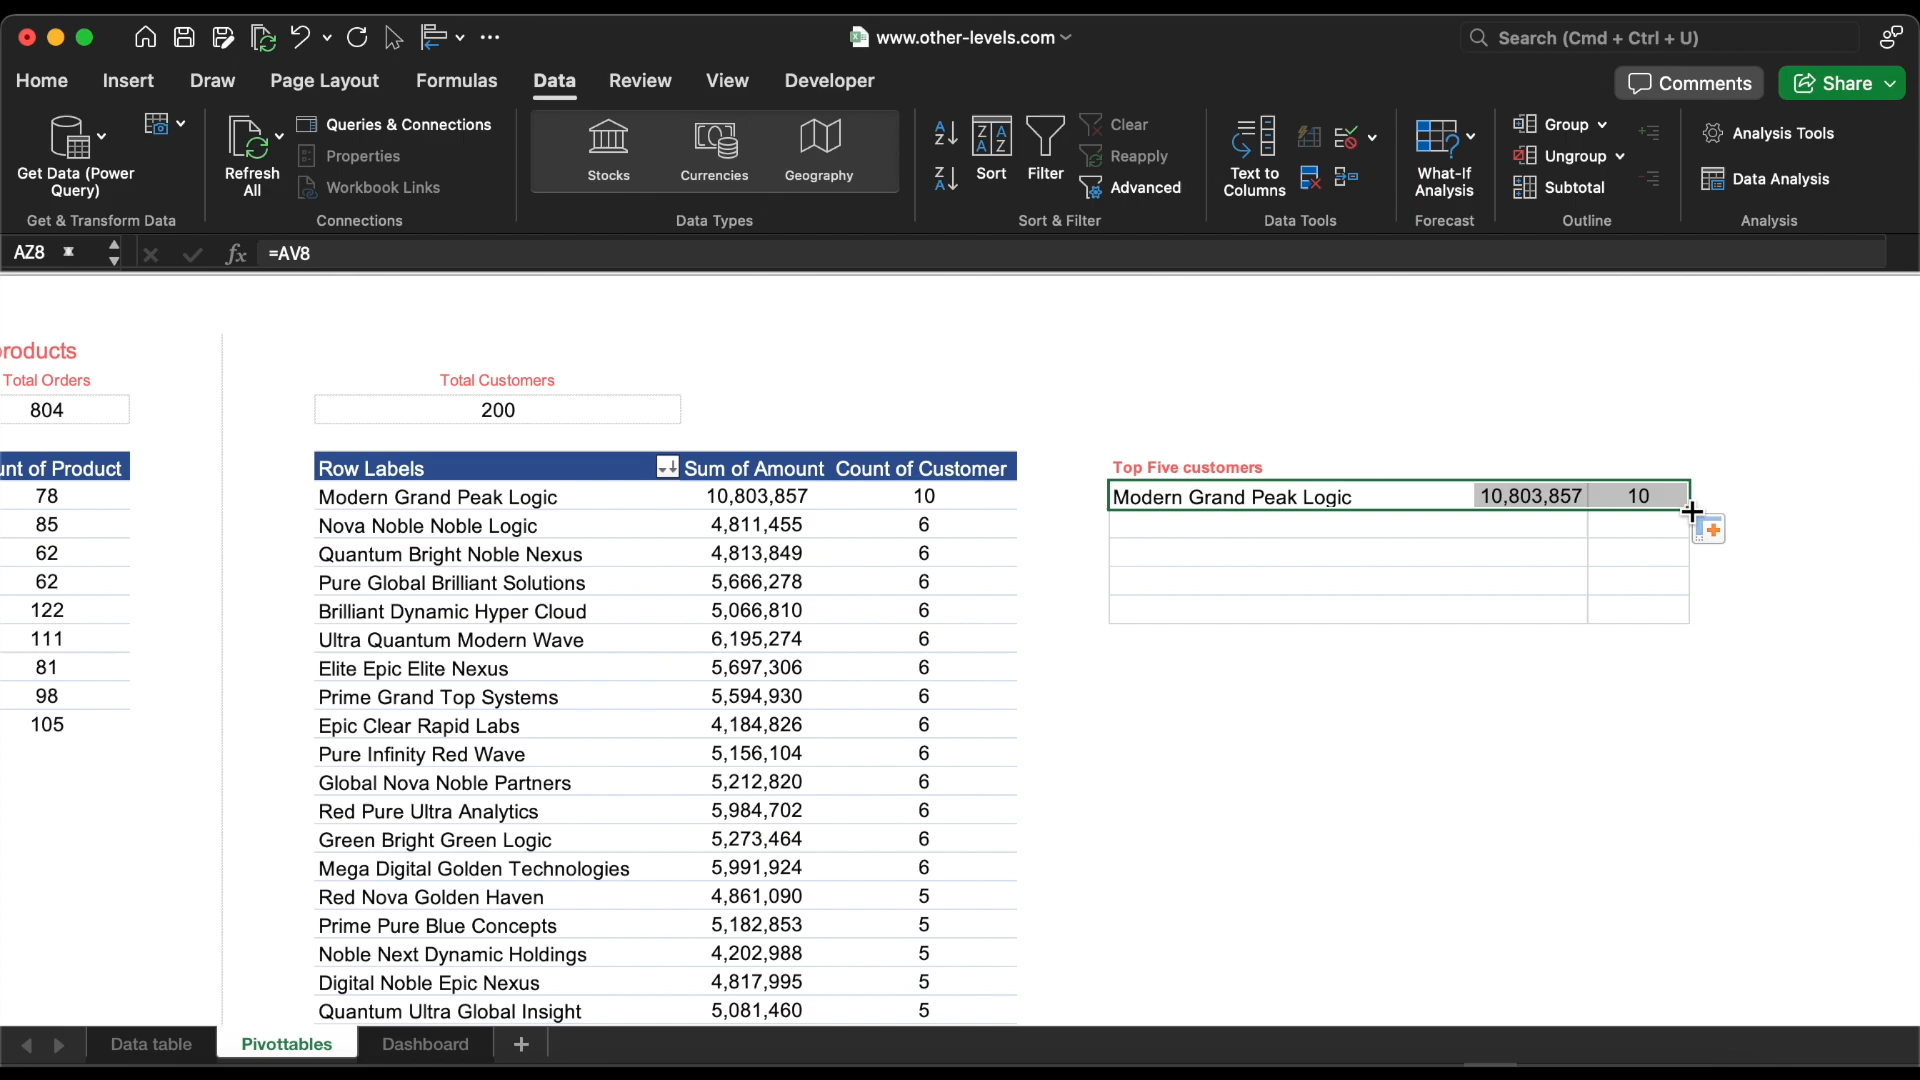 www.other-levels.com
Search (Cmd + Ctrl + U)
Home Insert Draw Page Layout Formulas Data Review View Developer
Comments Share
Get Data (Power Query)
Get & Transform Data
Refresh All
Queries & Connections
Properties
Workbook Links
Connections
Stocks Currencies Geography
Data Types
Sort Filter
Clear
Reapply
Advanced
Sort & Filter
Text to Columns
Data Tools
What-If Analysis
Forecast
Group
Ungroup
Subtotal
Outline
Analysis Tools
Data Analysis
Analysis
AZ8 fx =AV8
roducts
Total Orders Total Customers
804 200
nt of Product Row Labels Sum of Amount Count of Customer Top Five customers
78 Modern Grand Peak Logic 10,803,857 10 Modern Grand Peak Logic 10,803,857 10
85 Nova Noble Noble Logic 4,811,455 6
62 Quantum Bright Noble Nexus 4,813,849 6
62 Pure Global Brilliant Solutions 5,666,278 6
122 Brilliant Dynamic Hyper Cloud 5,066,810 6
111 Ultra Quantum Modern Wave 6,195,274 6
81 Elite Epic Elite Nexus 5,697,306 6
98 Prime Grand Top Systems 5,594,930 6
105 Epic Clear Rapid Labs 4,184,826 6
Pure Infinity Red Wave 5,156,104 6
Global Nova Noble Partners 5,212,820 6
Red Pure Ultra Analytics 5,984,702 6
Green Bright Green Logic 5,273,464 6
Mega Digital Golden Technologies 5,991,924 6
Red Nova Golden Haven 4,861,090 5
Prime Pure Blue Concepts 5,182,853 5
Noble Next Dynamic Holdings 4,202,988 5
Digital Noble Epic Nexus 4,817,995 5
Quantum Ultra Global Insight 5,081,460 5
Data table Pivottables Dashboard